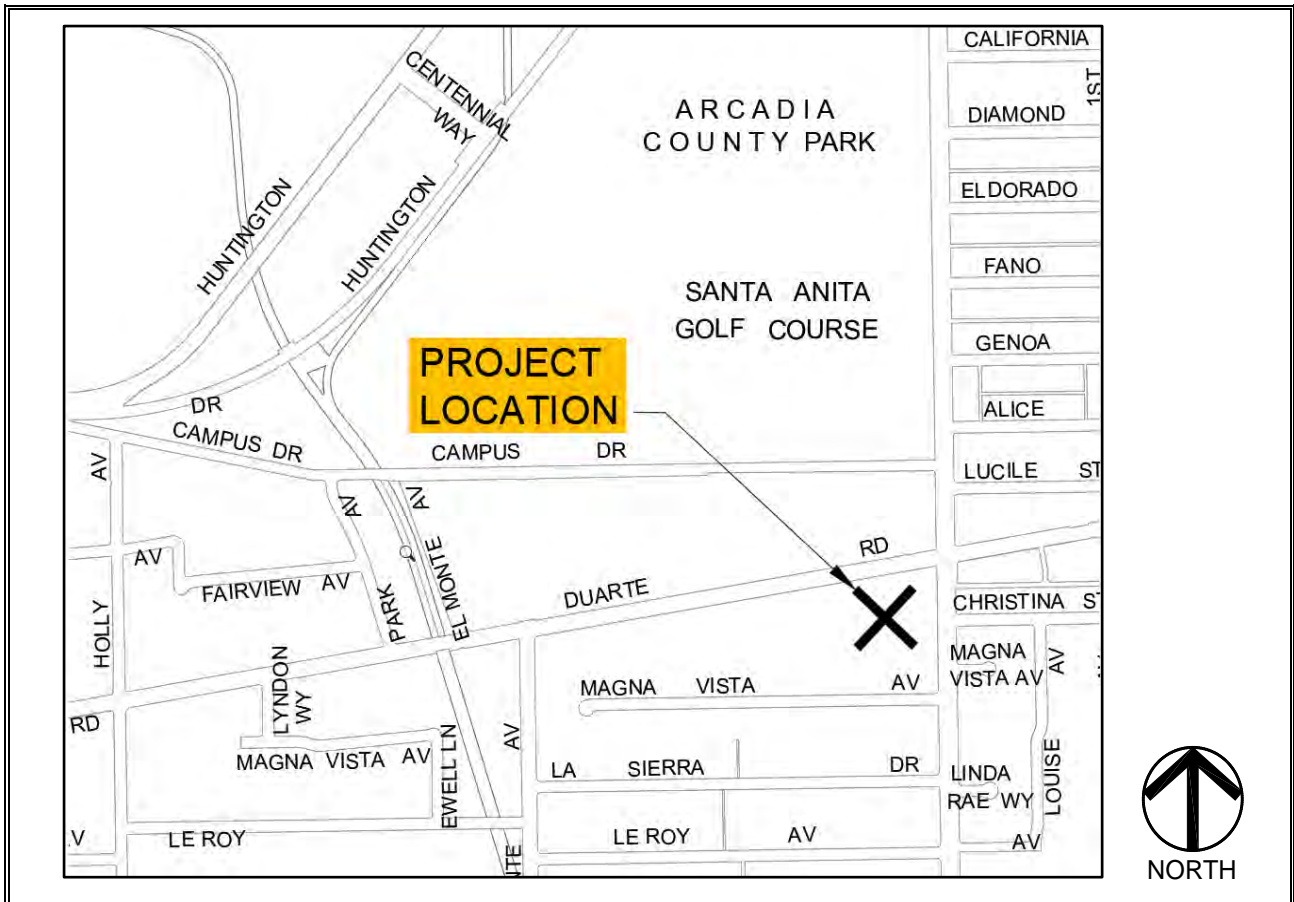 CALIFORNIA
CENTENNIAL
WAY
1ST
ARCADIA
COUNTY PARK
DIAMOND
HUNTINGTON
HUNTINGTON
ELDORADO
FANO
SANTA ANITA
GOLF COURSE
GENOA
PROJECT
LOCATION
ALICE
DR
CAMPUS DR
CAMPUS DR
LUCILE ST
AV
AV
AV
AV
FAIRVIEW AV
EL MONTE
RD
DUARTE
CHRISTINA ST
HOLLY
PARK
LYNDON
WY
MAGNA VISTA AV
MAGNA
VISTA AV
AV
RD
MAGNA VISTA AV
EWELL LN
AV
LA SIERRA DR
LINDA
RAE WY
LOUISE
LE ROY
LE ROY AV
AV
NORTH